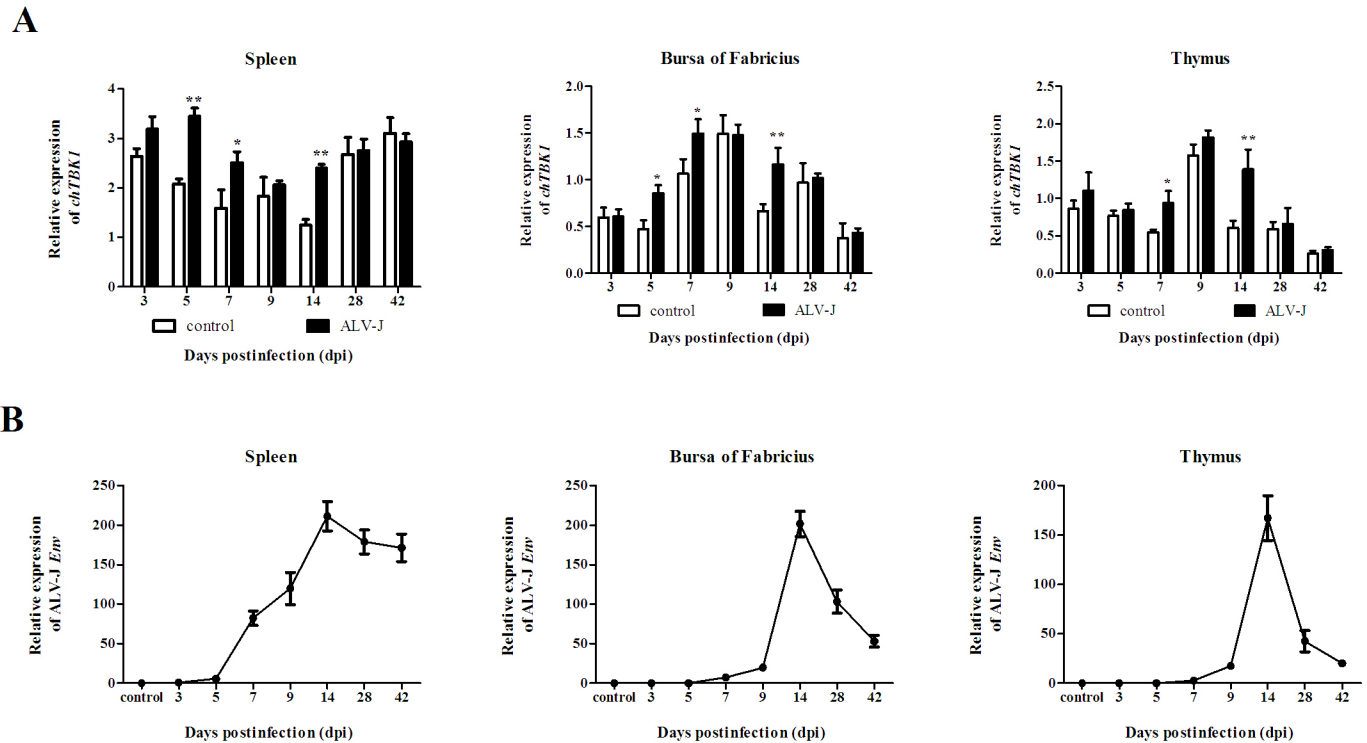 A
Spleen
Relative expression
of chTBK1
4
3
2
1
0
**
*
**
3 5 7 9 14 28 42
control ALV-J
Days postinfection (dpi)
Bursa of Fabricius
Relative expression
of chTBK1
2.0
1.5
1.0
0.5
0.0
*
*
**
3 5 7 9 14 28 42
control ALV-J
Days postinfection (dpi)
Thymus
Relative expression
of chTBK1
2.5
2.0
1.5
1.0
0.5
0.0
*
**
3 5 7 9 14 28 42
control ALV-J
Days postinfection (dpi)
B
Spleen
Relative expression
of ALV-J Env
250
200
150
100
50
0
control 3 5 7 9 14 28 42
Days postinfection (dpi)
Bursa of Fabricius
Relative expression
of ALV-J Env
250
200
150
100
50
0
control 3 5 7 9 14 28 42
Days postinfection (dpi)
Thymus
Relative expression
of ALV-J Env
200
150
100
50
0
control 3 5 7 9 14 28 42
Days postinfection (dpi)